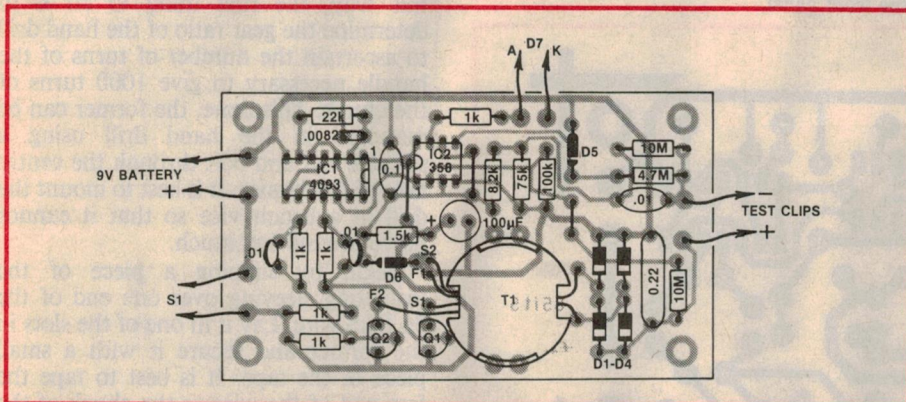 A D7 K
22k
1k
.0082
1
IC1
4093
0.1
IC2
358
82k
75k
100k
D5
10M
4.7M
.01
9V BATTERY
−
TEST CLIPS
+
+
100µF
.01
1k
1k
.01
1.5k
S2
D6
F1
F2
S1
T1
0.22
10M
S1
1k
1k
Q2
Q1
D1-D4